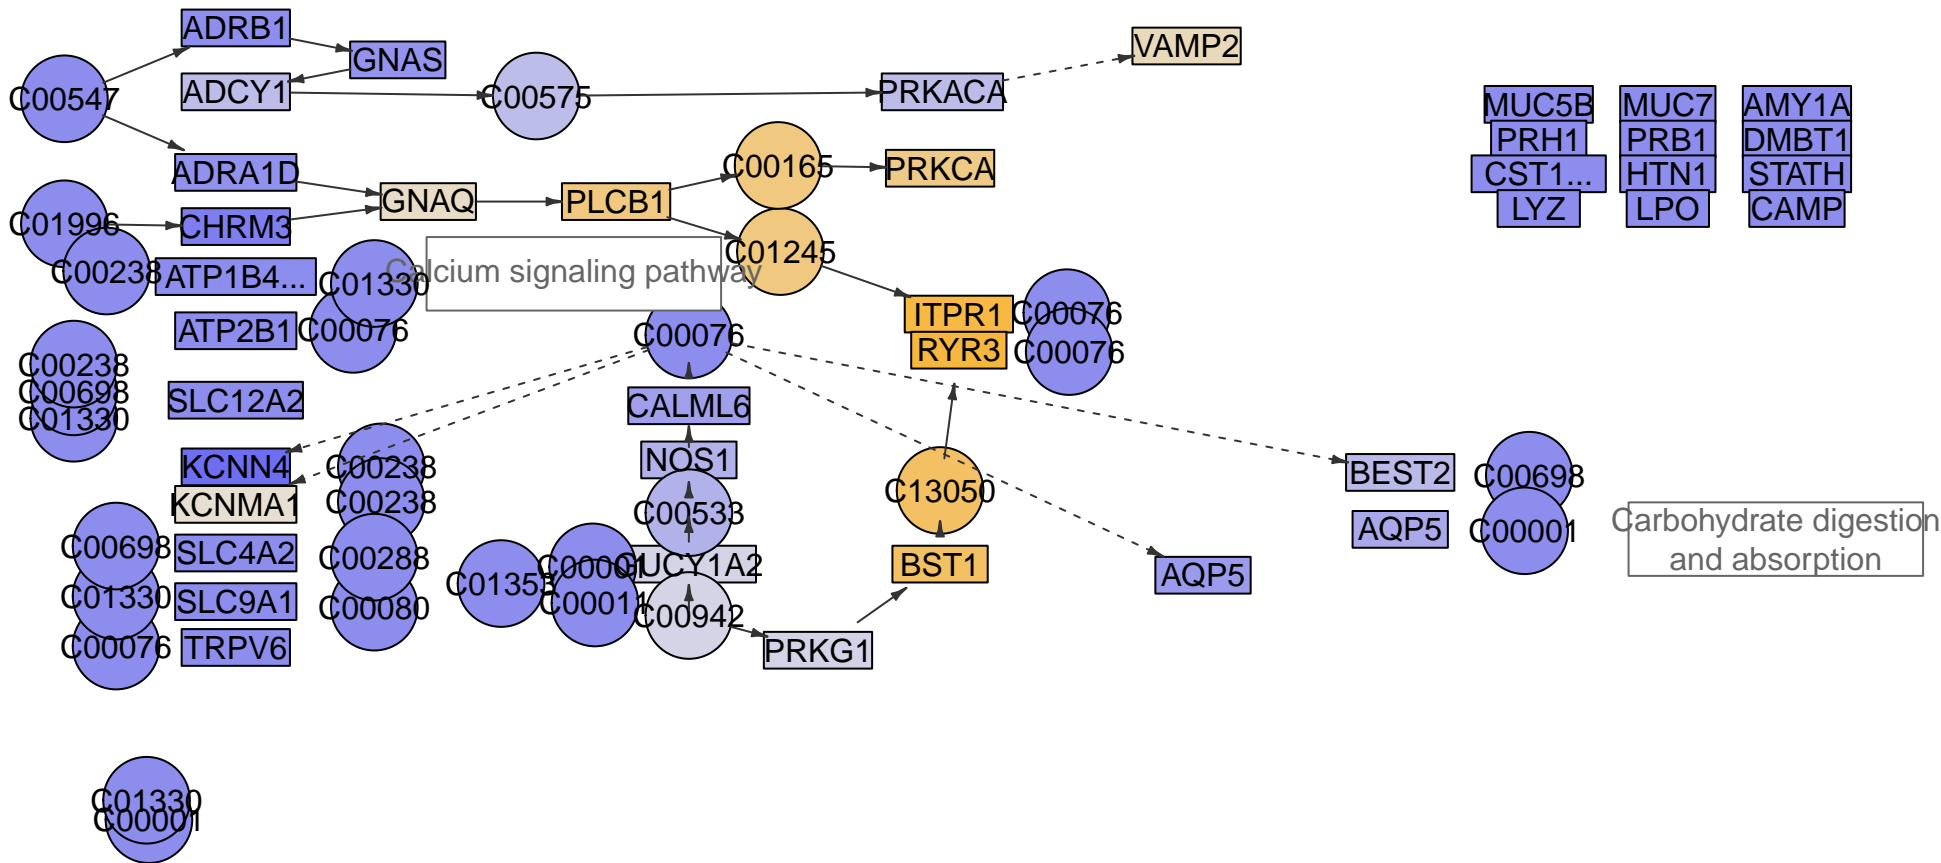 ADRB1
GNAS
VAMP2
C00547
ADCY1
C00575
PRKACA
MUC5B
MUC7
AMY1A
PRH1
PRB1
DMBT1
ADRA1D
C00165
PRKCA
CST1...
HTN1
STATH
GNAQ
PLCB1
LYZ
LPO
CAMP
C01996
CHRM3
C01245
C00238
ATP1B4...
C01330
Calcium signaling pathway
ATP2B1
C00076
C00076
ITPR1
C00076
RYR3
C00076
C00238
C00698
C01330
SLC12A2
CALML6
KCNN4
C00238
NOS1
BEST2
C00698
KCNMA1
C00238
C00533
C13050
AQP5
C00001
Carbohydrate digestion
and absorption
C00698
SLC4A2
C00288
C01353
C00001
GUCY1A2
BST1
AQP5
C01330
SLC9A1
C00080
C00011
C00942
C00076
TRPV6
PRKG1
C01330
C00001